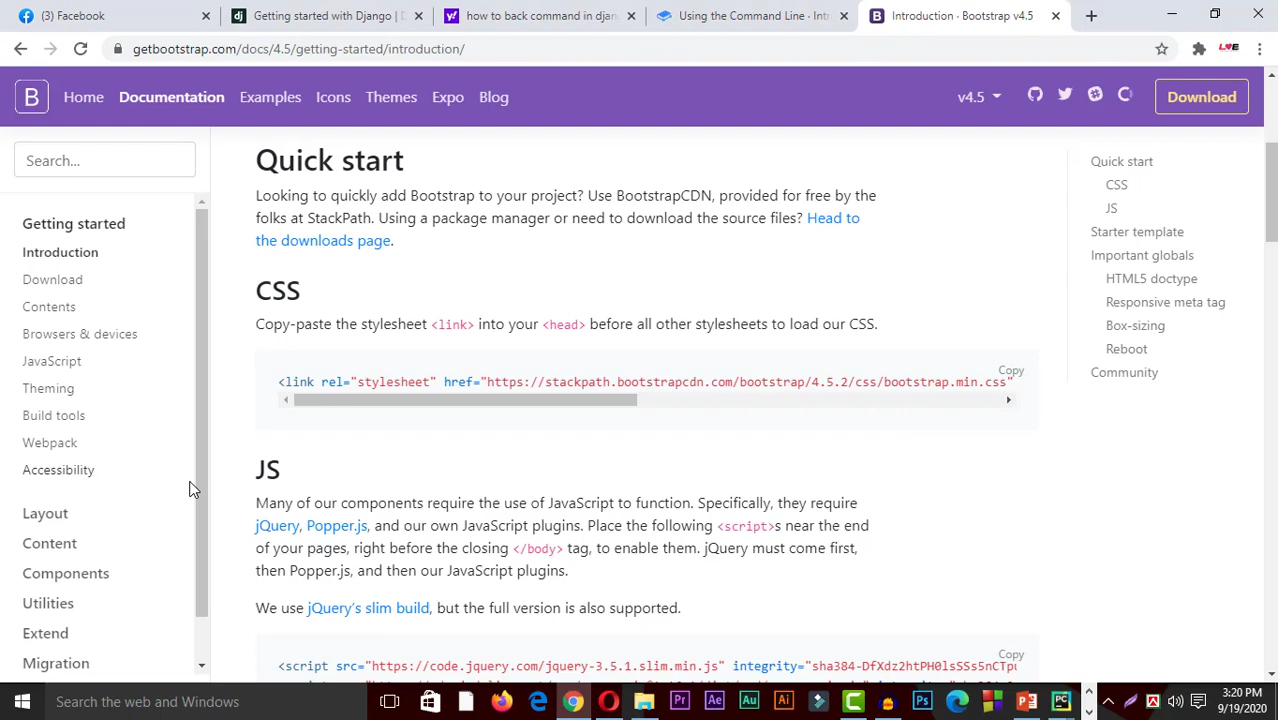 (3) Facebook
Getting started with Django | D
how to back command in djan
Using the Command Line · Intr
Introduction · Bootstrap v4.5
getbootstrap.com/docs/4.5/getting-started/introduction/
B Home Documentation Examples Icons Themes Expo Blog v4.5 Download
Search...
Getting started
Introduction
Download
Contents
Browsers & devices
JavaScript
Theming
Build tools
Webpack
Accessibility
Layout
Content
Components
Utilities
Extend
Migration
Quick start
Looking to quickly add Bootstrap to your project? Use BootstrapCDN, provided for free by the
folks at StackPath. Using a package manager or need to download the source files? Head to
the downloads page.
CSS
Copy-paste the stylesheet <link> into your <head> before all other stylesheets to load our CSS.
Copy
<link rel="stylesheet" href="https://stackpath.bootstrapcdn.com/bootstrap/4.5.2/css/bootstrap.min.css"
JS
Many of our components require the use of JavaScript to function. Specifically, they require
jQuery, Popper.js, and our own JavaScript plugins. Place the following <script>s near the end
of your pages, right before the closing </body> tag, to enable them. jQuery must come first,
then Popper.js, and then our JavaScript plugins.
We use jQuery's slim build, but the full version is also supported.
Copy
<script src="https://code.jquery.com/jquery-3.5.1.slim.min.js" integrity="sha384-DfXdz2htPH0lsSSs5nCTpu
Quick start
CSS
JS
Starter template
Important globals
HTML5 doctype
Responsive meta tag
Box-sizing
Reboot
Community
Search the web and Windows
3:20 PM
9/19/2020